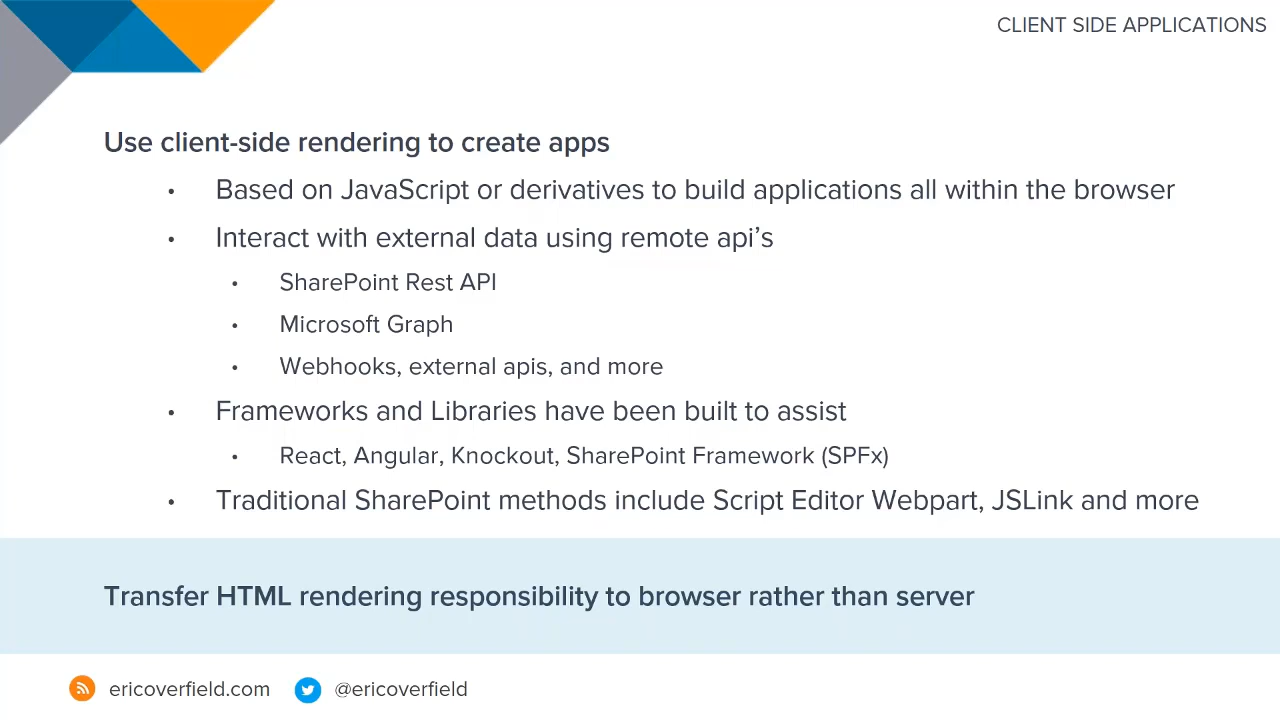 CLIENT SIDE APPLICATIONS
Use client-side rendering to create apps
• Based on JavaScript or derivatives to build applications all within the browser
• Interact with external data using remote api’s
• SharePoint Rest API
• Microsoft Graph
• Webhooks, external apis, and more
• Frameworks and Libraries have been built to assist
• React, Angular, Knockout, SharePoint Framework (SPFx)
• Traditional SharePoint methods include Script Editor Webpart, JSLink and more
Transfer HTML rendering responsibility to browser rather than server
ericoverfield.com @ericoverfield